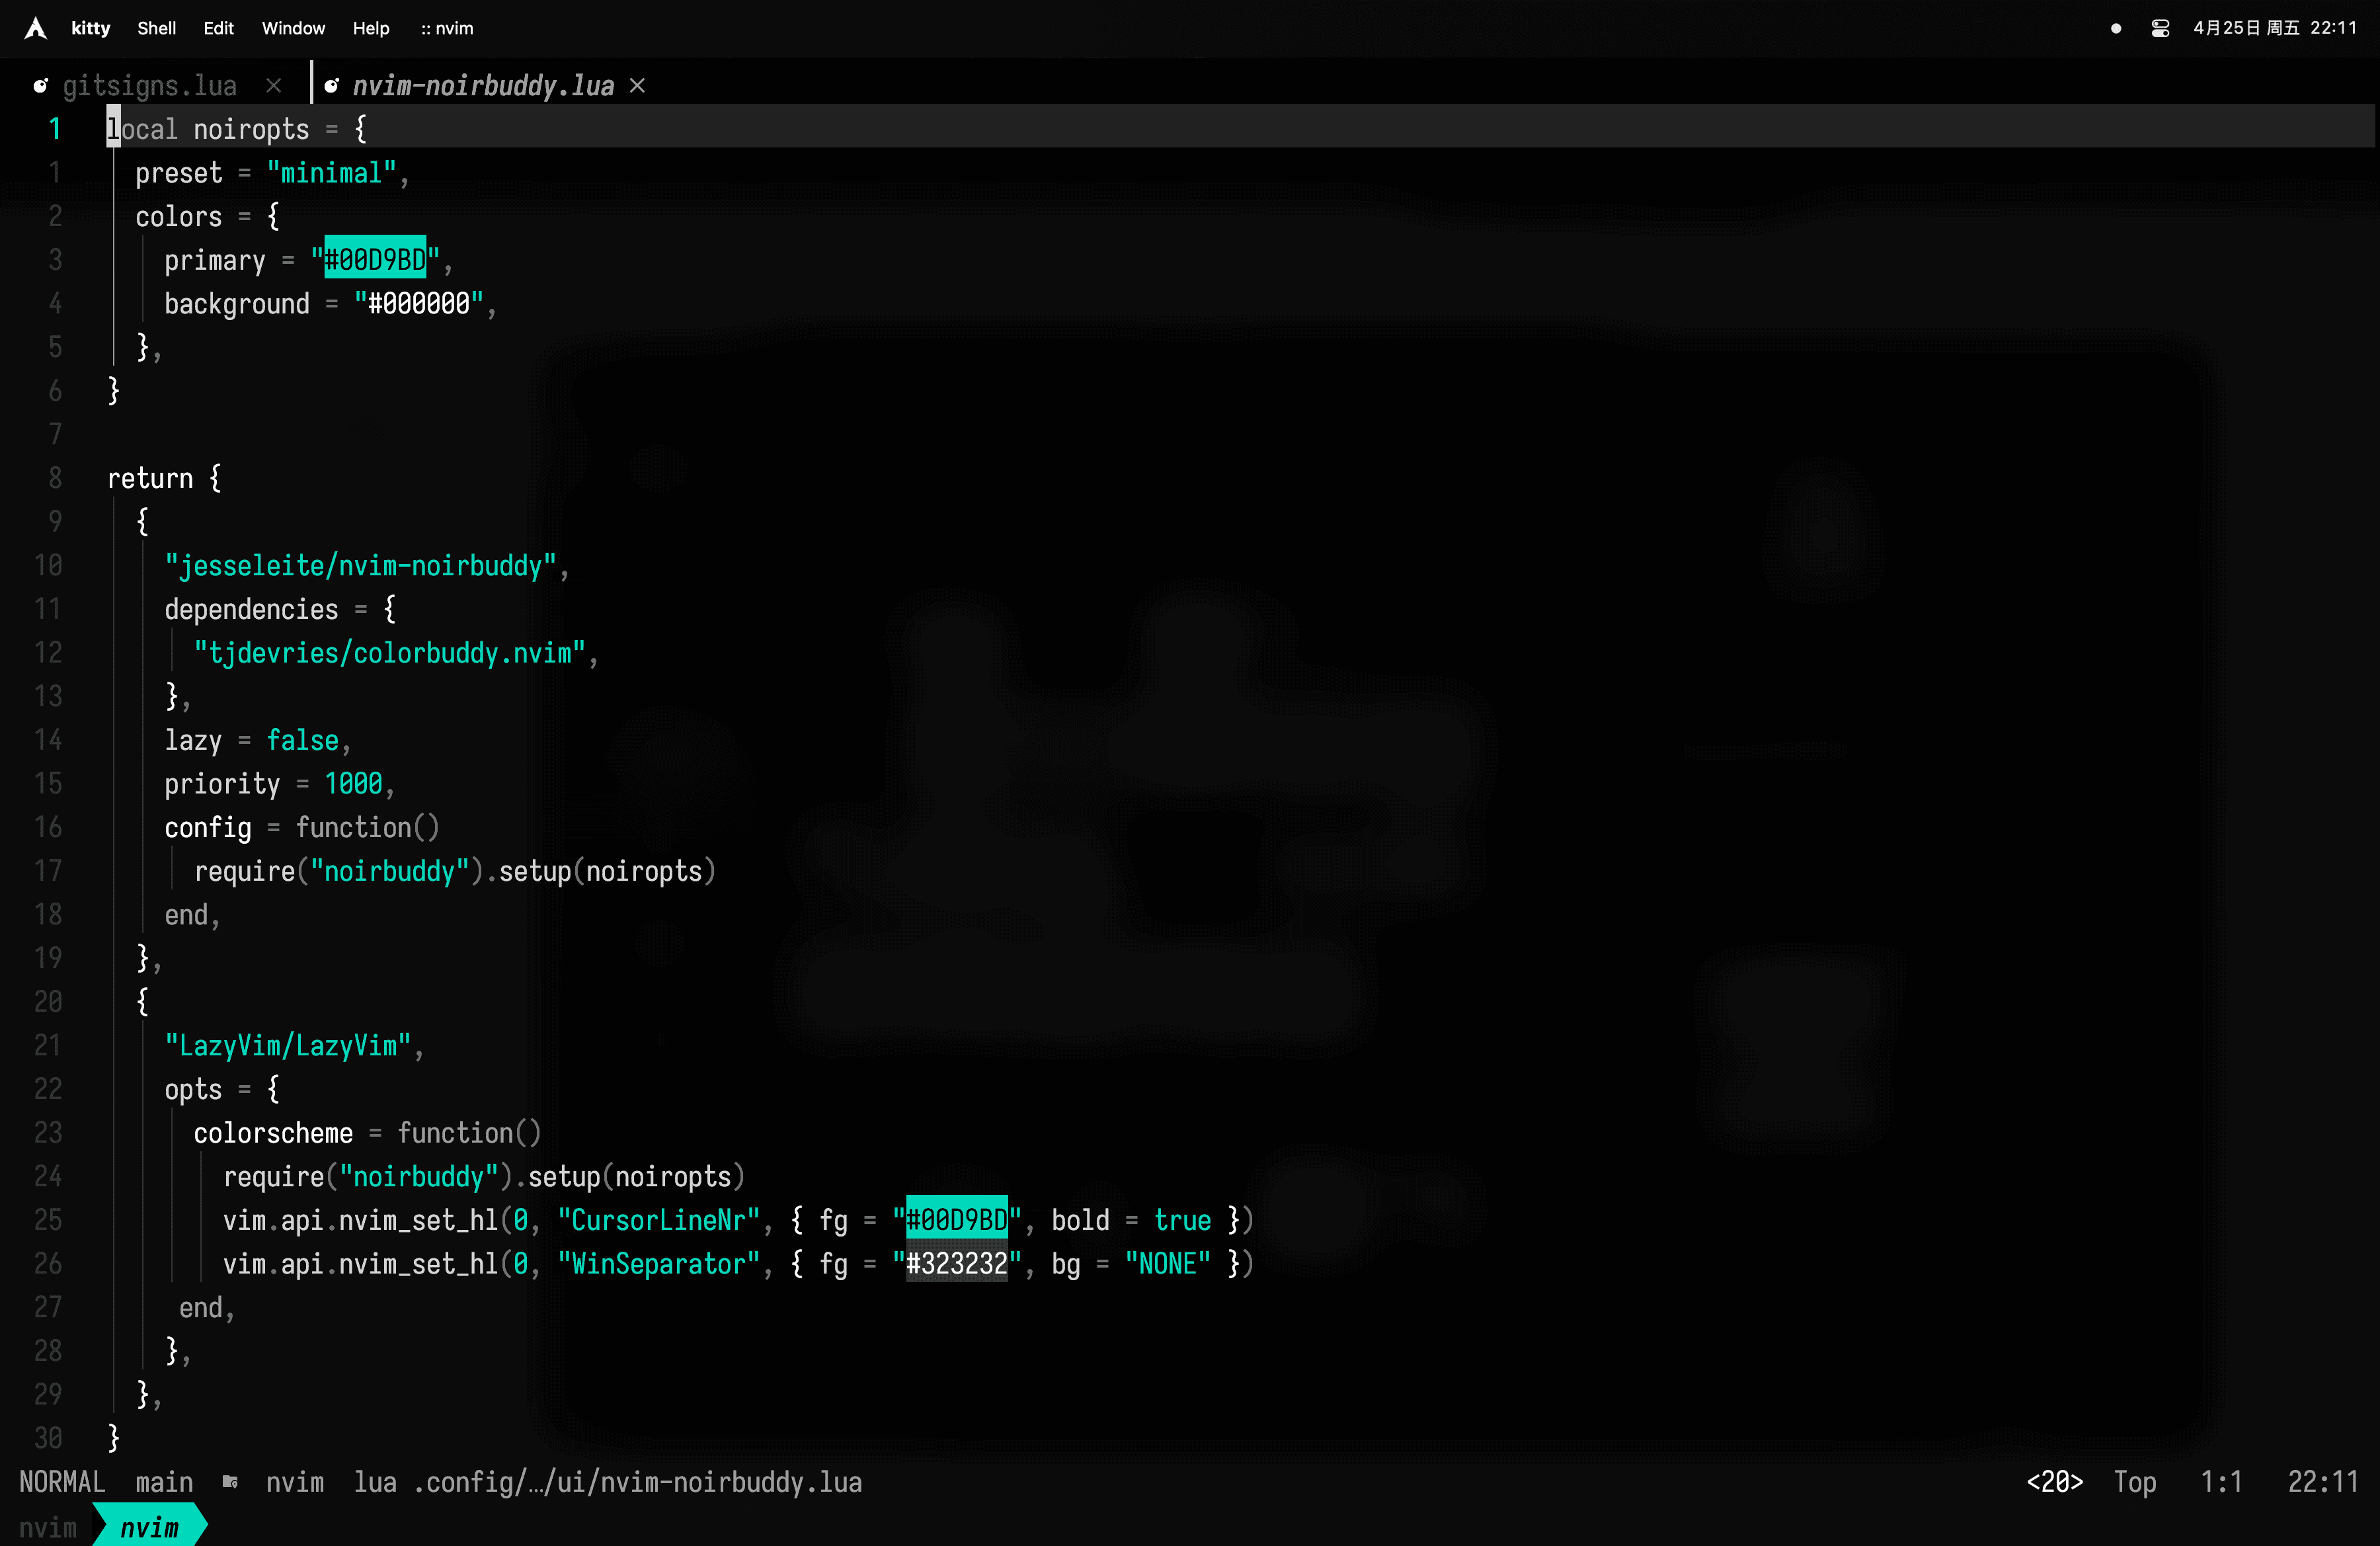 kitty Shell Edit Window Help :: nvim 4月25日 周五 22:11
gitsigns.lua × nvim-noirbuddy.lua ×
1 local noiropts = {
1 preset = "minimal",
2 colors = {
3 primary = "#00D9BD",
4 background = "#000000",
5 },
6 }
7
8 return {
9 {
10 "jesseleite/nvim-noirbuddy",
11 dependencies = {
12 "tjdevries/colorbuddy.nvim",
13 },
14 lazy = false,
15 priority = 1000,
16 config = function()
17 require("noirbuddy").setup(noiropts)
18 end,
19 },
20 {
21 "LazyVim/LazyVim",
22 opts = {
23 colorscheme = function()
24 require("noirbuddy").setup(noiropts)
25 vim.api.nvim_set_hl(0, "CursorLineNr", { fg = "#00D9BD", bold = true })
26 vim.api.nvim_set_hl(0, "WinSeparator", { fg = "#323232", bg = "NONE" })
27 end,
28 },
29 },
30 }
NORMAL main nvim lua .config/…/ui/nvim-noirbuddy.lua <20> Top 1:1 22:11
nvim nvim